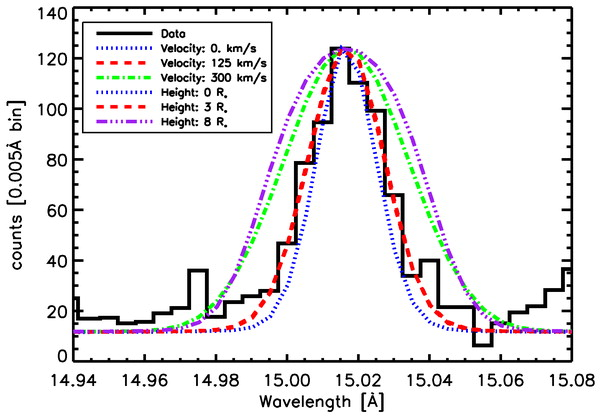 140
120
100
80
60
40
20
0
counts [0.005Å bin]
Data
Velocity: 0. km/s
Velocity: 125 km/s
Velocity: 300 km/s
Height: 0 R*
Height: 3 R*
Height: 8 R*
14.94 14.96 14.98 15.00 15.02 15.04 15.06 15.08
Wavelength [Å]